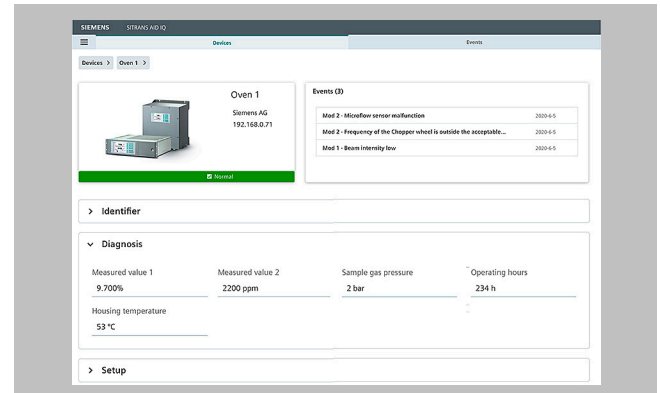 SIEMENS SITRANS AID IQ
Devices Events
Devices > Oven 1 >
Oven 1
Siemens AG
192.168.0.71
Normal
Events (3)
Mod 2 - Microflow sensor malfunction 2020-6-5
Mod 2 - Frequency of the Chopper wheel is outside the acceptable... 2020-6-5
Mod 1 - Beam intensity low 2020-6-5
> Identifier
Diagnosis
Measured value 1 Measured value 2 Sample gas pressure Operating hours
9.700% 2200 ppm 2 bar 234 h
Housing temperature
53 °C
> Setup